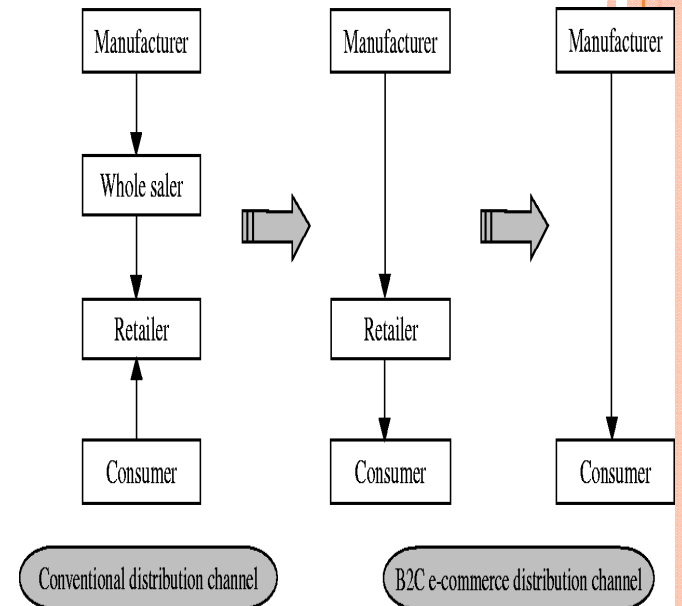 Manufacturer
Whole saler
Retailer
Consumer
Manufacturer
Retailer
Consumer
Manufacturer
Consumer
Conventional distribution channel
B2C e-commerce distribution channel